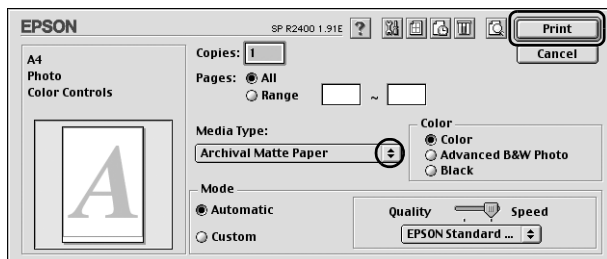 EPSON
SP R2400 1.91E
?
Print
Cancel
A4
Photo
Color Controls
A
Copies: 1
Pages: All
Range ~
Media Type:
Archival Matte Paper
Color
Color
Advanced B&W Photo
Black
Mode
Automatic
Custom
Quality Speed
EPSON Standard ...